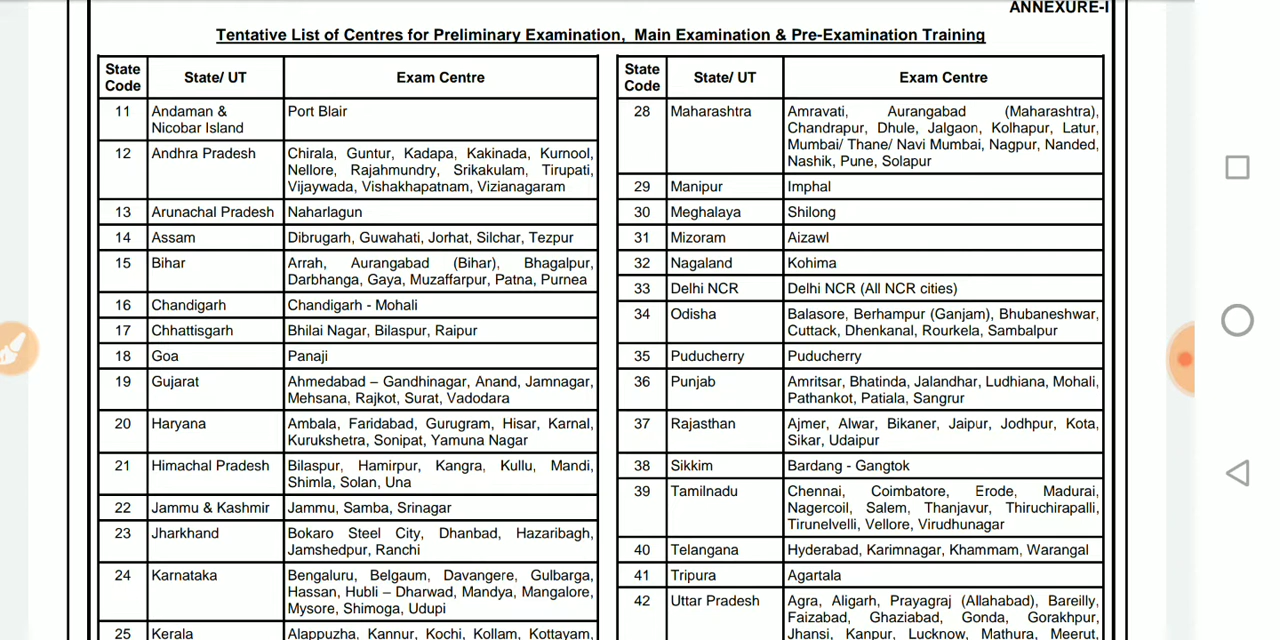 ANNEXURE-I
Tentative List of Centres for Preliminary Examination, Main Examination & Pre-Examination Training
State Code State/ UT Exam Centre
11 Andaman & Nicobar Island Port Blair
12 Andhra Pradesh Chirala, Guntur, Kadapa, Kakinada, Kurnool,
Nellore, Rajahmundry, Srikakulam, Tirupati,
Vijaywada, Vishakhapatnam, Vizianagaram
13 Arunachal Pradesh Naharlagun
14 Assam Dibrugarh, Guwahati, Jorhat, Silchar, Tezpur
15 Bihar Arrah, Aurangabad (Bihar), Bhagalpur,
Darbhanga, Gaya, Muzaffarpur, Patna, Purnea
16 Chandigarh Chandigarh - Mohali
17 Chhattisgarh Bhilai Nagar, Bilaspur, Raipur
18 Goa Panaji
19 Gujarat Ahmedabad – Gandhinagar, Anand, Jamnagar,
Mehsana, Rajkot, Surat, Vadodara
20 Haryana Ambala, Faridabad, Gurugram, Hisar, Karnal,
Kurukshetra, Sonipat, Yamuna Nagar
21 Himachal Pradesh Bilaspur, Hamirpur, Kangra, Kullu, Mandi,
Shimla, Solan, Una
22 Jammu & Kashmir Jammu, Samba, Srinagar
23 Jharkhand Bokaro Steel City, Dhanbad, Hazaribagh,
Jamshedpur, Ranchi
24 Karnataka Bengaluru, Belgaum, Davangere, Gulbarga,
Hassan, Hubli – Dharwad, Mandya, Mangalore,
Mysore, Shimoga, Udupi
25 Kerala Alappuzha, Kannur, Kochi, Kollam, Kottayam,
State Code State/ UT Exam Centre
28 Maharashtra Amravati, Aurangabad (Maharashtra),
Chandrapur, Dhule, Jalgaon, Kolhapur, Latur,
Mumbai/ Thane/ Navi Mumbai, Nagpur, Nanded,
Nashik, Pune, Solapur
29 Manipur Imphal
30 Meghalaya Shilong
31 Mizoram Aizawl
32 Nagaland Kohima
33 Delhi NCR Delhi NCR (All NCR cities)
34 Odisha Balasore, Berhampur (Ganjam), Bhubaneshwar,
Cuttack, Dhenkanal, Rourkela, Sambalpur
35 Puducherry Puducherry
36 Punjab Amritsar, Bhatinda, Jalandhar, Ludhiana, Mohali,
Pathankot, Patiala, Sangrur
37 Rajasthan Ajmer, Alwar, Bikaner, Jaipur, Jodhpur, Kota,
Sikar, Udaipur
38 Sikkim Bardang - Gangtok
39 Tamilnadu Chennai, Coimbatore, Erode, Madurai,
Nagercoil, Salem, Thanjavur, Thiruchirapalli,
Tirunelvelli, Vellore, Virudhunagar
40 Telangana Hyderabad, Karimnagar, Khammam, Warangal
41 Tripura Agartala
42 Uttar Pradesh Agra, Aligarh, Prayagraj (Allahabad), Bareilly,
Faizabad, Ghaziabad, Gonda, Gorakhpur,
Jhansi, Kanpur, Lucknow, Mathura, Meerut,